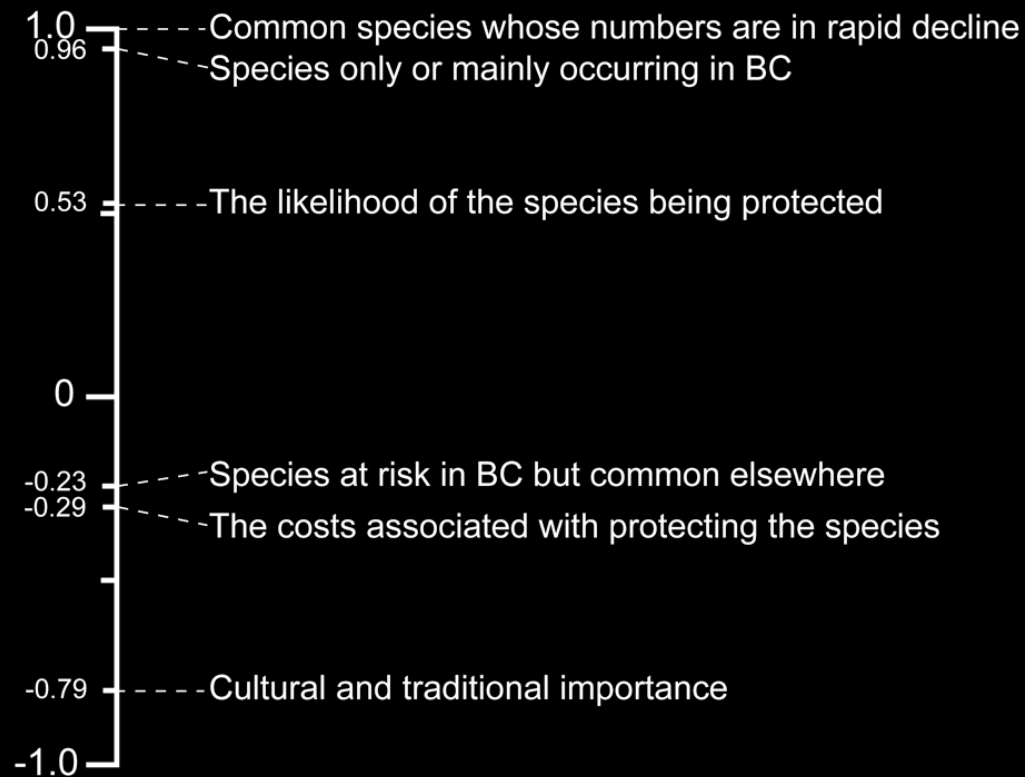 1.0 Common species whose numbers are in rapid decline
0.96 Species only or mainly occurring in BC
0.53 The likelihood of the species being protected
0
-0.23 Species at risk in BC but common elsewhere
-0.29 The costs associated with protecting the species
-0.79 Cultural and traditional importance
-1.0